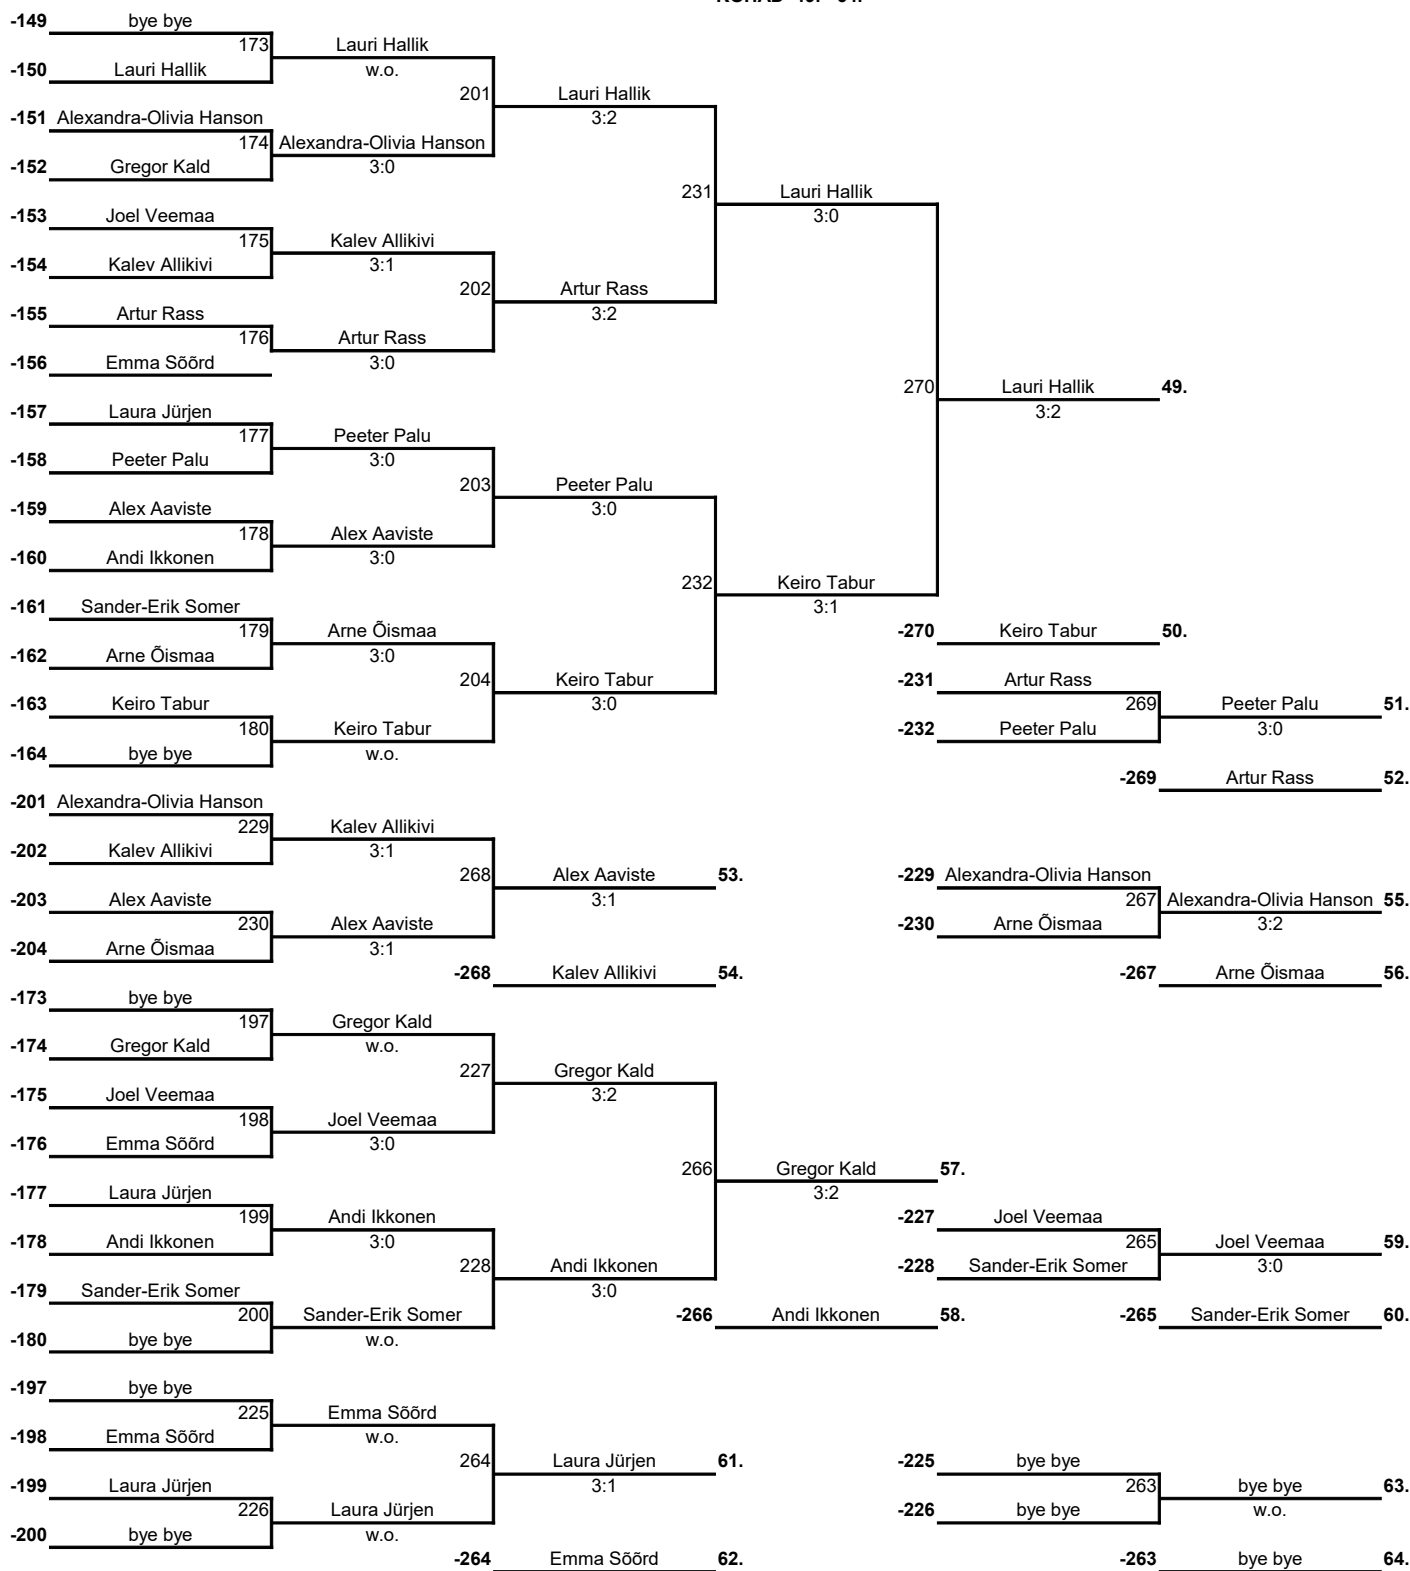 -149 bye bye
173 Lauri Hallik
-150 Lauri Hallik w.o.
201 Lauri Hallik
-151 Alexandra-Olivia Hanson 3:2
174 Alexandra-Olivia Hanson
-152 Gregor Kald 3:0
231 Lauri Hallik
-153 Joel Veemaa 3:0
175 Kalev Allikivi
-154 Kalev Allikivi 3:1
202 Artur Rass
-155 Artur Rass 3:2
176 Artur Rass
-156 Emma Sõõrd 3:0
270 Lauri Hallik 49.
-157 Laura Jürjen 3:2
177 Peeter Palu
-158 Peeter Palu 3:0
203 Peeter Palu
-159 Alex Aaviste 3:0
178 Alex Aaviste
-160 Andi Ikkonen 3:0
232 Keiro Tabur
-161 Sander-Erik Somer 3:1
179 Arne Õismaa -270 Keiro Tabur 50.
-162 Arne Õismaa 3:0
204 Keiro Tabur -231 Artur Rass
-163 Keiro Tabur 3:0 269 Peeter Palu 51.
180 Keiro Tabur -232 Peeter Palu 3:0
-164 bye bye w.o.
-269 Artur Rass 52.
-201 Alexandra-Olivia Hanson
229 Kalev Allikivi
-202 Kalev Allikivi 3:1
268 Alex Aaviste 53. -229 Alexandra-Olivia Hanson
-203 Alex Aaviste 3:1 267 Alexandra-Olivia Hanson 55.
230 Alex Aaviste -230 Arne Õismaa 3:2
-204 Arne Õismaa 3:1
-268 Kalev Allikivi 54. -267 Arne Õismaa 56.
-173 bye bye
197 Gregor Kald
-174 Gregor Kald w.o.
227 Gregor Kald
-175 Joel Veemaa 3:2
198 Joel Veemaa
-176 Emma Sõõrd 3:0
266 Gregor Kald 57.
-177 Laura Jürjen 3:2
199 Andi Ikkonen -227 Joel Veemaa
-178 Andi Ikkonen 3:0 265 Joel Veemaa 59.
228 Andi Ikkonen -228 Sander-Erik Somer 3:0
-179 Sander-Erik Somer 3:0
200 Sander-Erik Somer -266 Andi Ikkonen 58. -265 Sander-Erik Somer 60.
-180 bye bye w.o.
-197 bye bye
225 Emma Sõõrd
-198 Emma Sõõrd w.o.
264 Laura Jürjen 61. -225 bye bye
-199 Laura Jürjen 3:1 263 bye bye 63.
226 Laura Jürjen -226 bye bye w.o.
-200 bye bye w.o.
-264 Emma Sõõrd 62. -263 bye bye 64.